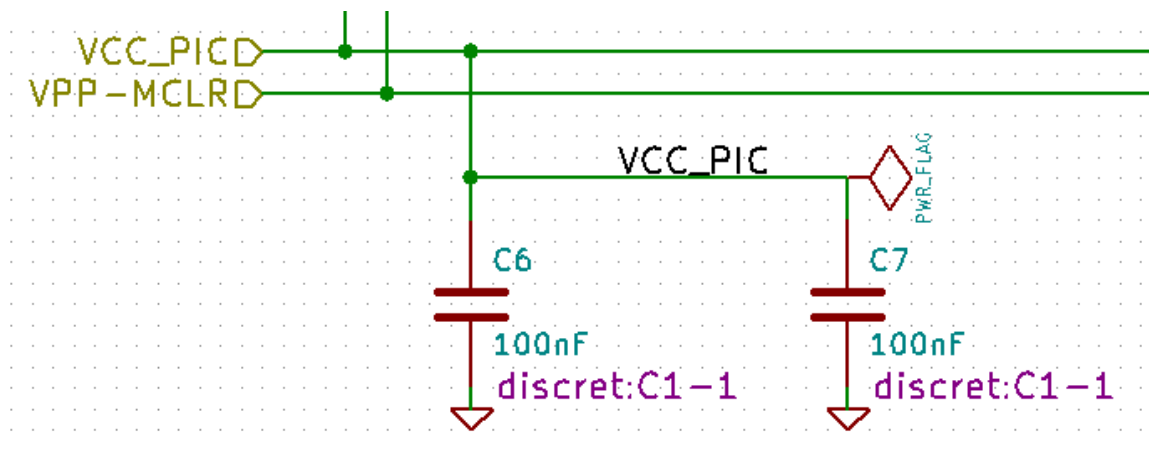 VCC_PIC
VPP-MCLR
VCC_PIC
PWR_FLAG
C6
C7
100nF
100nF
discret:C1-1
discret:C1-1